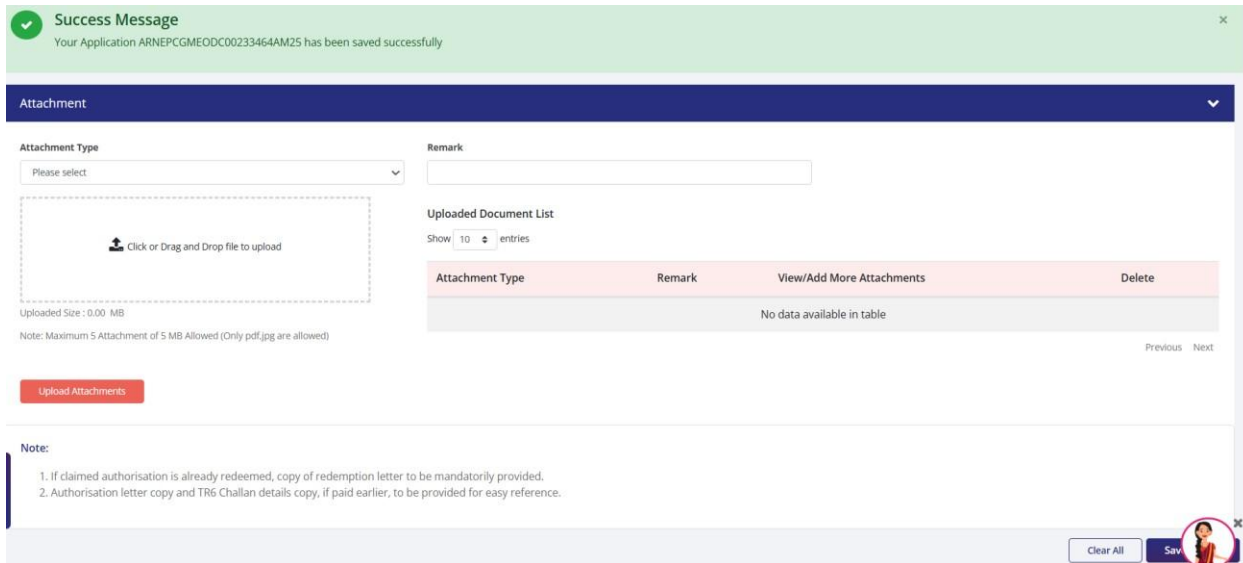 Success Message
Your Application ARNEPCGMEODC00233464AM25 has been saved successfully
Attachment
Attachment Type
Remark
Please select
Click or Drag and Drop file to upload
Uploaded Document List
Show 10 entries
Attachment Type Remark View/Add More Attachments Delete
No data available in table
Uploaded Size : 0.00 MB
Note: Maximum 5 Attachment of 5 MB Allowed (Only pdf,jpg are allowed)
Previous Next
Upload Attachments
Note:
1. If claimed authorisation is already redeemed, copy of redemption letter to be mandatorily provided.
2. Authorisation letter copy and TR6 Challan details copy, if paid earlier, to be provided for easy reference.
Clear All